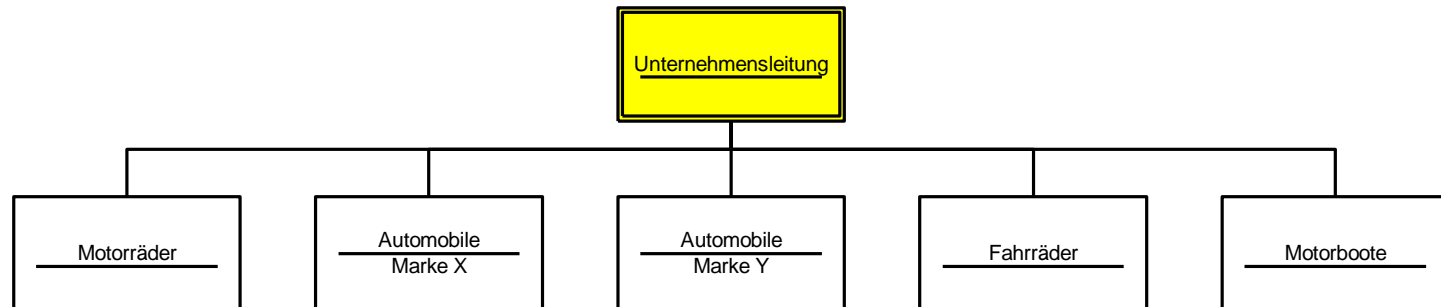 Unternehmensleitung
Motorräder
Automobile
Marke X
Automobile
Marke Y
Fahrräder
Motorboote